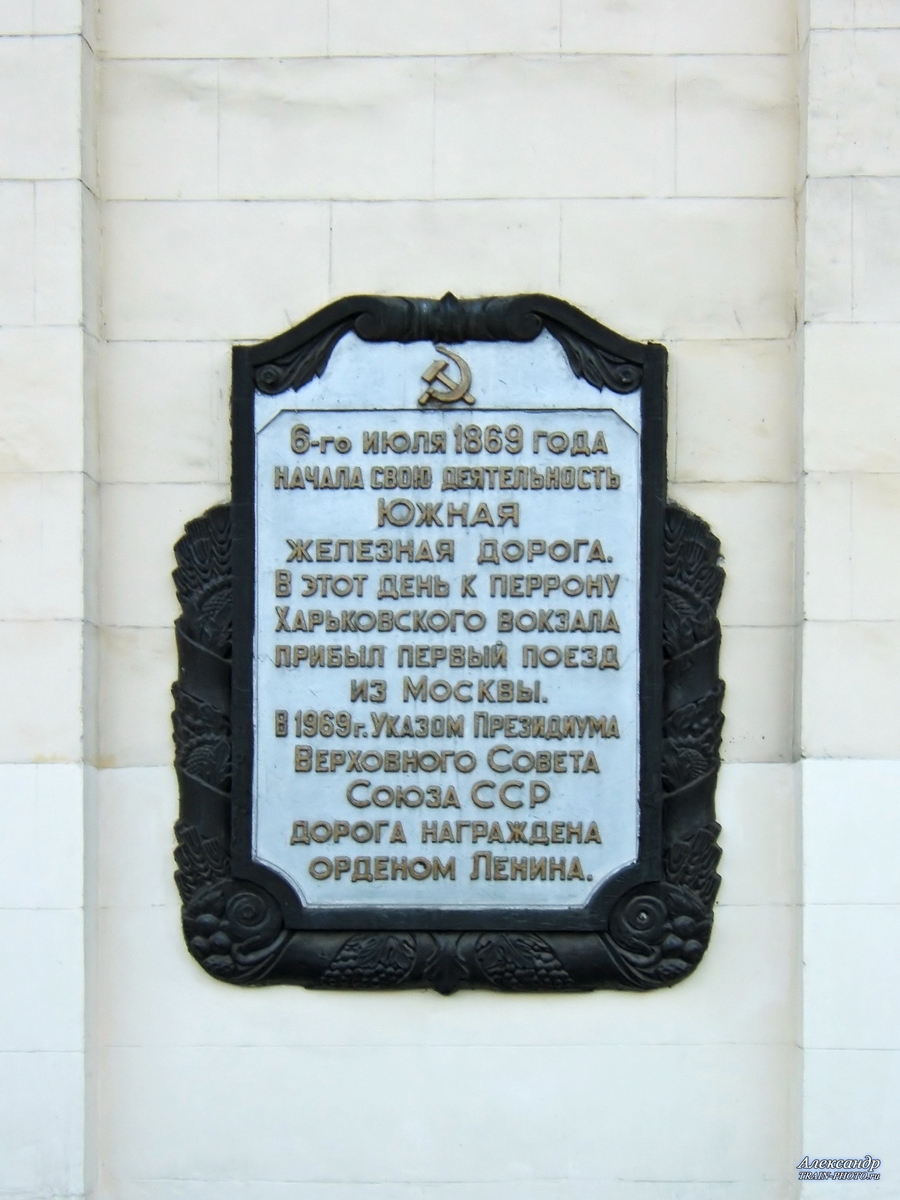 6-го июля 1869 года
начала свою деятельность
Южная
железная дорога.
В этот день к перрону
Харьковского вокзала
прибыл первый поезд
из Москвы.
В 1969 г. Указом Президиума
Верховного Совета
Союза ССР
дорога награждена
орденом Ленина.
Александр
TRAIN-PHOTO.ru